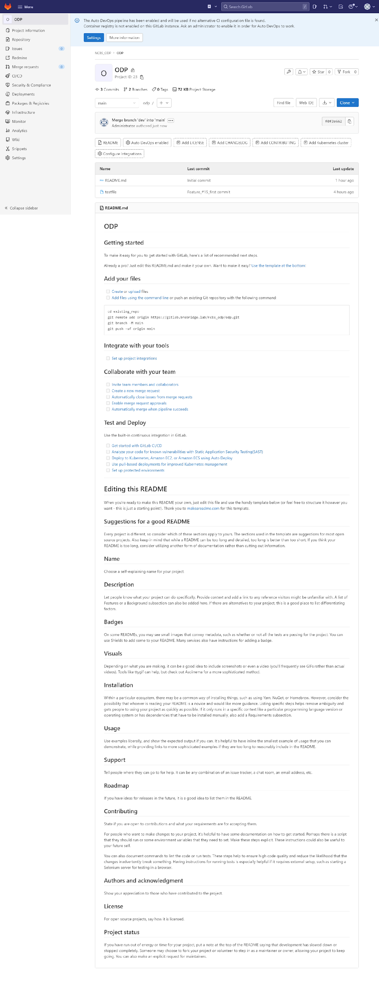 Menu
Search GitLab
/
O ODP
Project information
Repository
Issues 0
Redmine
Merge requests 0
CI/CD
Security & Compliance
Deployments
Packages & Registries
Infrastructure
Monitor
Analytics
Wiki
Snippets
Settings
Collapse sidebar
The Auto DevOps pipeline has been enabled and will be used if no alternative CI configuration file is found.
Container registry is not enabled on this GitLab instance. Ask an administrator to enable it in order for Auto DevOps to work.
Settings More information
NCBS_ODP > ODP
O
ODP
Project ID: 23
Star 0 Fork 0
3 Commits 2 Branches 0 Tags 72 KB Project Storage
main odp / +
Find file Web IDE Clone
Merge branch 'dev' into 'main'
Administrator authored just now
f0f2e662
README Auto DevOps enabled Add LICENSE Add CHANGELOG Add CONTRIBUTING Add Kubernetes cluster
Configure Integrations
Name Last commit Last update
README.md Initial commit 1 hour ago
testfile Feature_#15_first commit 4 hours ago
README.md
ODP
Getting started
To make it easy for you to get started with GitLab, here's a list of recommended next steps.
Already a pro? Just edit this README.md and make it your own. Want to make it easy? Use the template at the bottom!
Add your files
Create or upload files
Add files using the command line or push an existing Git repository with the following command:
cd existing_repo
git remote add origin https://gitlab.brobridge.lab/ncbs_odp/odp.git
git branch -M main
git push -uf origin main
Integrate with your tools
Set up project integrations
Collaborate with your team
Invite team members and collaborators
Create a new merge request
Automatically close issues from merge requests
Enable merge request approvals
Automatically merge when pipeline succeeds
Test and Deploy
Use the built-in continuous integration in GitLab.
Get started with GitLab CI/CD
Analyze your code for known vulnerabilities with Static Application Security Testing(SAST)
Deploy to Kubernetes, Amazon EC2, or Amazon ECS using Auto Deploy
Use pull-based deployments for improved Kubernetes management
Set up protected environments
Editing this README
When you're ready to make this README your own, just edit this file and use the handy template below (or feel free to structure it however you
want - this is just a starting point!). Thank you to makeareadme.com for this template.
Suggestions for a good README
Every project is different, so consider which of these sections apply to yours. The sections used in the template are suggestions for most open
source projects. Also keep in mind that while a README can be too long and detailed, too long is better than too short. If you think your
README is too long, consider utilizing another form of documentation rather than cutting out information.
Name
Choose a self-explaining name for your project.
Description
Let people know what your project can do specifically. Provide context and add a link to any reference visitors might be unfamiliar with. A list of
Features or a Background subsection can also be added here. If there are alternatives to your project, this is a good place to list differentiating
factors.
Badges
On some READMEs, you may see small images that convey metadata, such as whether or not all the tests are passing for the project. You can
use Shields to add some to your README. Many services also have instructions for adding a badge.
Visuals
Depending on what you are making, it can be a good idea to include screenshots or even a video (you'll frequently see GIFs rather than actual
videos). Tools like ttygif can help, but check out Asciinema for a more sophisticated method.
Installation
Within a particular ecosystem, there may be a common way of installing things, such as using Yarn, NuGet, or Homebrew. However, consider the
possibility that whoever is reading your README is a novice and would like more guidance. Listing specific steps helps remove ambiguity and
gets people to using your project as quickly as possible. If it only runs in a specific context like a particular programming language version or
operating system or has dependencies that have to be installed manually, also add a Requirements subsection.
Usage
Use examples liberally, and show the expected output if you can. It's helpful to have inline the smallest example of usage that you can
demonstrate, while providing links to more sophisticated examples if they are too long to reasonably include in the README.
Support
Tell people where they can go to for help. It can be any combination of an issue tracker, a chat room, an email address, etc.
Roadmap
If you have ideas for releases in the future, it is a good idea to list them in the README.
Contributing
State if you are open to contributions and what your requirements are for accepting them.
For people who want to make changes to your project, it's helpful to have some documentation on how to get started. Perhaps there is a script
that they should run or some environment variables that they need to set. Make these steps explicit. These instructions could also be useful to
your future self.
You can also document commands to lint the code or run tests. These steps help to ensure high code quality and reduce the likelihood that the
changes inadvertently break something. Having instructions for running tests is especially helpful if it requires external setup, such as starting a
Selenium server for testing in a browser.
Authors and acknowledgment
Show your appreciation to those who have contributed to the project.
License
For open source projects, say how it is licensed.
Project status
If you have run out of energy or time for your project, put a note at the top of the README saying that development has slowed down or
stopped completely. Someone may choose to fork your project or volunteer to step in as a maintainer or owner, allowing your project to keep
going. You can also make an explicit request for maintainers.